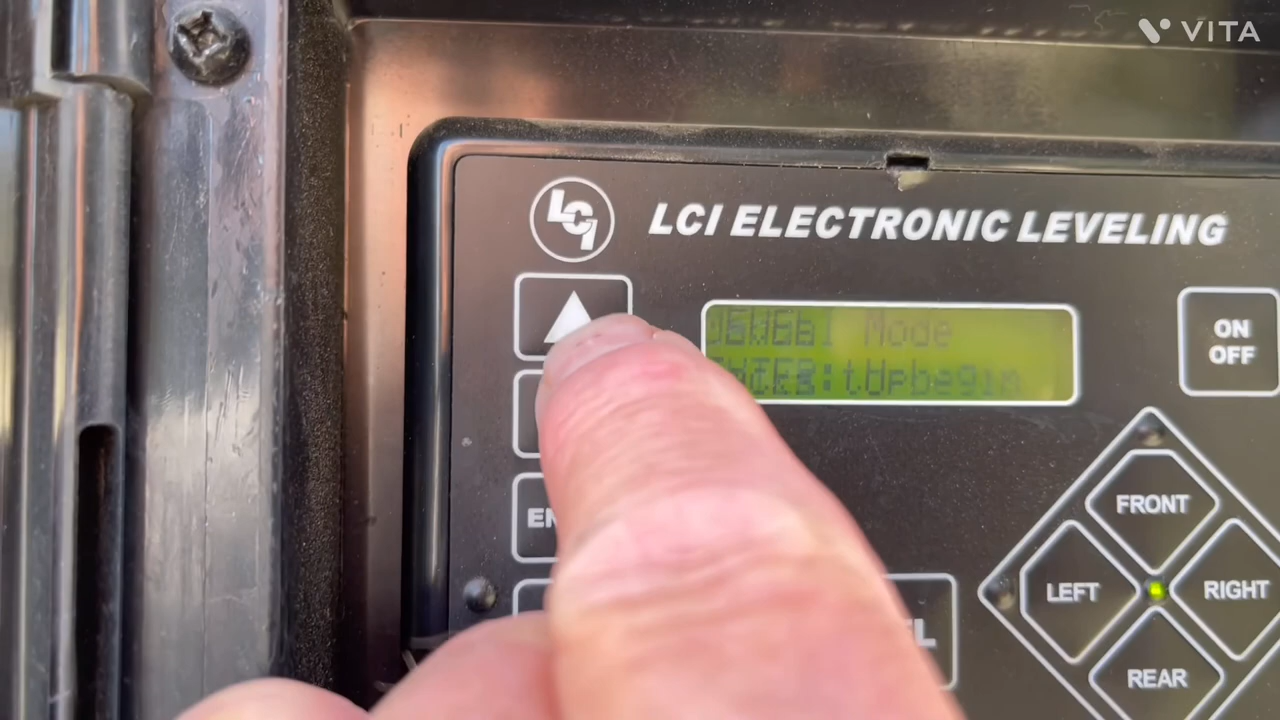 VITA
LCI
LCI ELECTRONIC LEVELING
Mode
ON
OFF
FRONT
LEFT
RIGHT
REAR